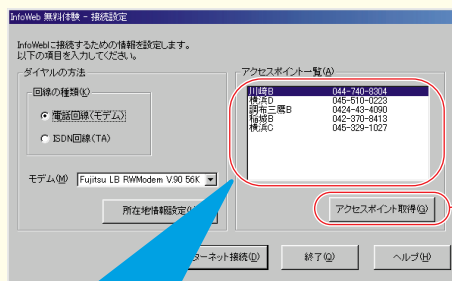 InfoWeb 無料体験 - 接続設定
InfoWebに接続するための情報を設定します。
以下の項目を入力してください。
ダイヤルの方法
回線の種類(K)
電話回線(モデム)
ISDN回線(TA)
モデム(M) Fujitsu LB RWModem V.90 56K
所在地情報設定
アクセスポイント一覧(A)
川崎B 044-740-8304
横浜D 045-510-0223
調布三鷹B 0424-43-4090
稲城B 042-370-8413
横浜C 045-329-1027
アクセスポイント取得(G)
ターネット接続(D)
終了(Q)
ヘルプ(H)